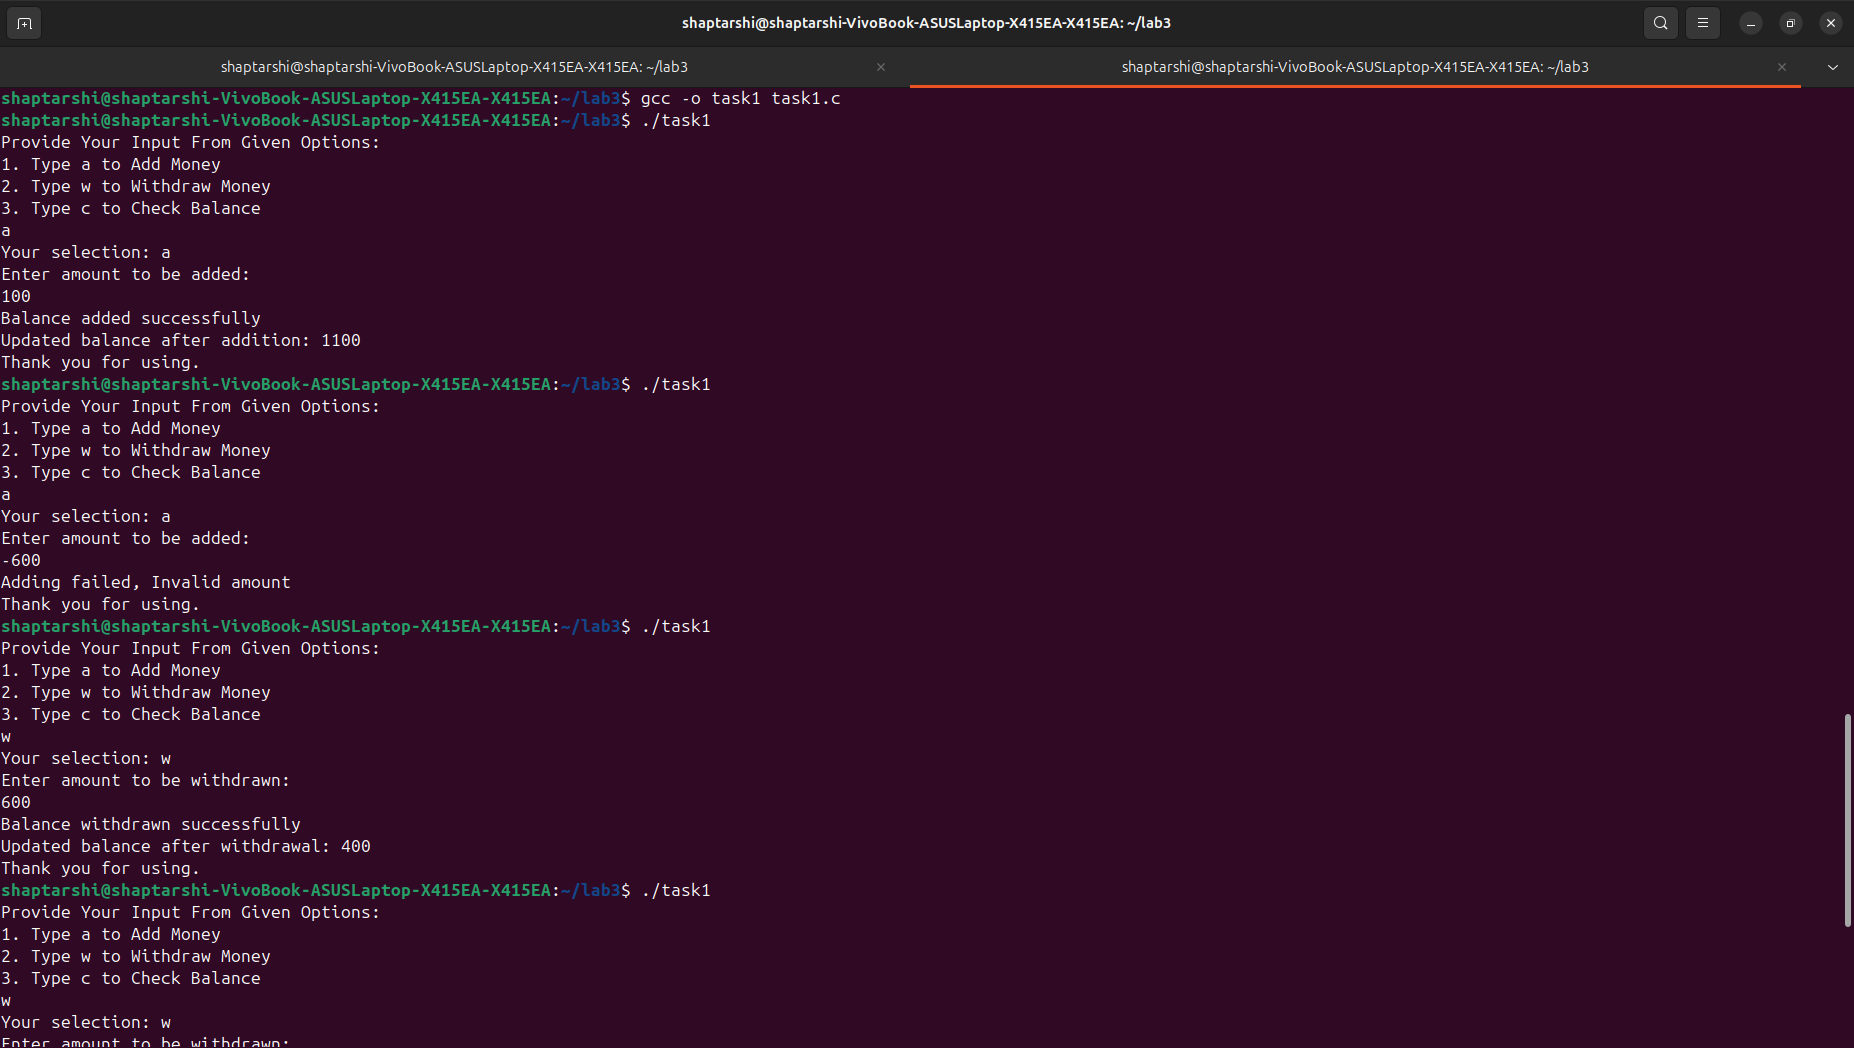 shaptarshi@shaptarshi-VivoBook-ASUSLaptop-X415EA-X415EA: ~/lab3
shaptarshi@shaptarshi-VivoBook-ASUSLaptop-X415EA-X415EA: ~/lab3
shaptarshi@shaptarshi-VivoBook-ASUSLaptop-X415EA-X415EA: ~/lab3
shaptarshi@shaptarshi-VivoBook-ASUSLaptop-X415EA-X415EA:~/lab3$ gcc -o task1 task1.c
shaptarshi@shaptarshi-VivoBook-ASUSLaptop-X415EA-X415EA:~/lab3$ ./task1
Provide Your Input From Given Options:
1. Type a to Add Money
2. Type w to Withdraw Money
3. Type c to Check Balance
a
Your selection: a
Enter amount to be added:
100
Balance added successfully
Updated balance after addition: 1100
Thank you for using.
shaptarshi@shaptarshi-VivoBook-ASUSLaptop-X415EA-X415EA:~/lab3$ ./task1
Provide Your Input From Given Options:
1. Type a to Add Money
2. Type w to Withdraw Money
3. Type c to Check Balance
a
Your selection: a
Enter amount to be added:
-600
Adding failed, Invalid amount
Thank you for using.
shaptarshi@shaptarshi-VivoBook-ASUSLaptop-X415EA-X415EA:~/lab3$ ./task1
Provide Your Input From Given Options:
1. Type a to Add Money
2. Type w to Withdraw Money
3. Type c to Check Balance
w
Your selection: w
Enter amount to be withdrawn:
600
Balance withdrawn successfully
Updated balance after withdrawal: 400
Thank you for using.
shaptarshi@shaptarshi-VivoBook-ASUSLaptop-X415EA-X415EA:~/lab3$ ./task1
Provide Your Input From Given Options:
1. Type a to Add Money
2. Type w to Withdraw Money
3. Type c to Check Balance
w
Your selection: w
Enter amount to be withdrawn: